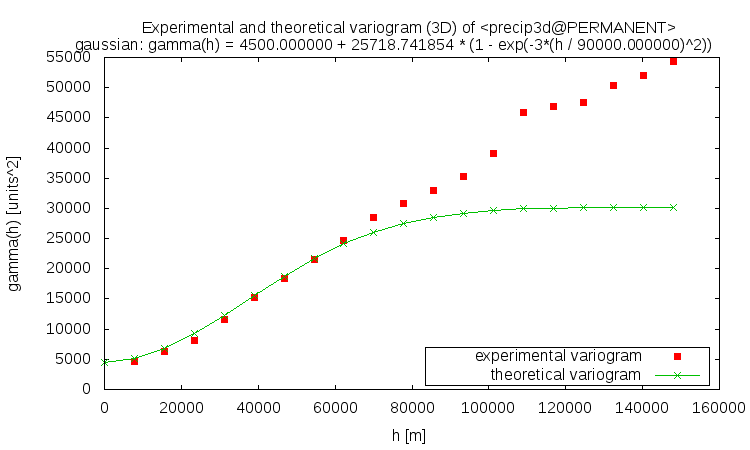 Experimental and theoretical variogram (3D) of <precip3d@PERMANENT>
gaussian: gamma(h) = 4500.000000 + 25718.741854 * (1 - exp(-3*(h / 90000.000000)^2))
55000
50000
45000
40000
35000
30000
25000
20000
15000
10000
5000
0
gamma(h) [units^2]
experimental variogram
theoretical variogram
0 20000 40000 60000 80000 100000 120000 140000 160000
h [m]